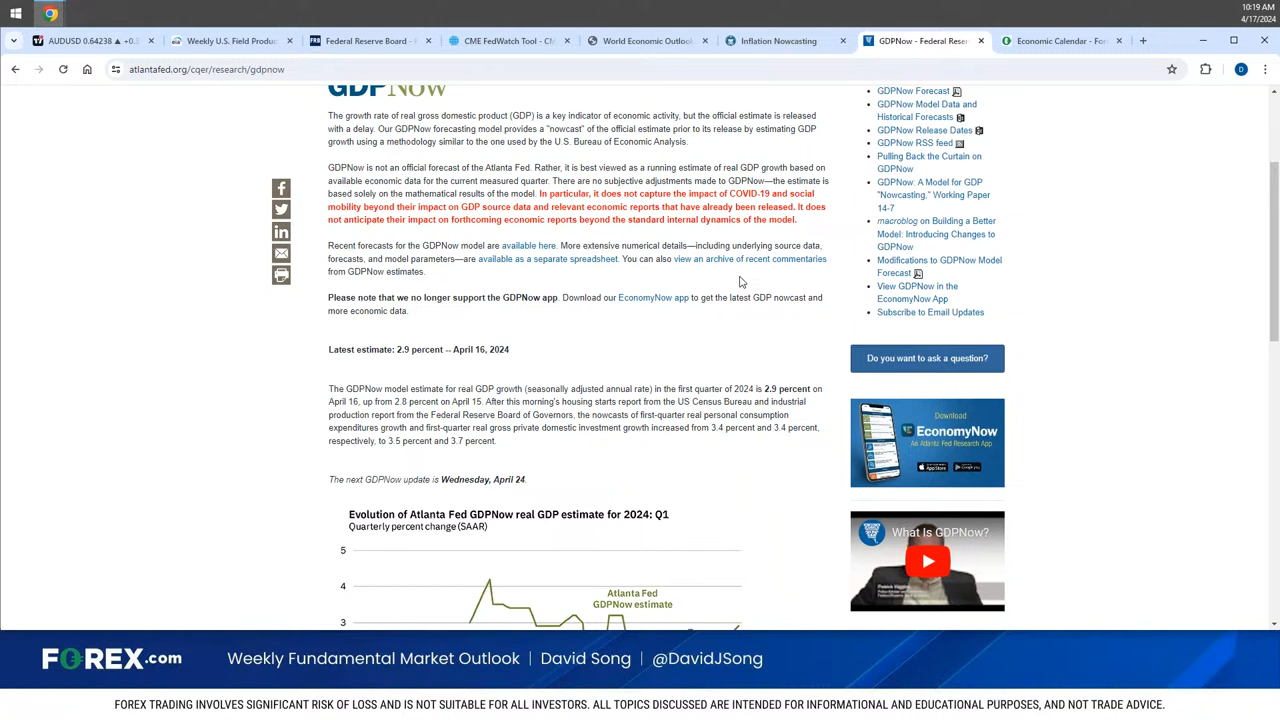 10:19 AM
4/17/2024
AUDUSD 0.64238 ▲ +0.8
Weekly U.S. Field Produc
FRB
Federal Reserve Board - F
CME FedWatch Tool - CM
World Economic Outlook
Inflation Nowcasting
GDPNow - Federal Reser
Economic Calendar - For
atlantafed.org/cqer/research/gdpnow
D
GDPNow
The growth rate of real gross domestic product (GDP) is a key indicator of economic activity, but the official estimate is released
with a delay. Our GDPNow forecasting model provides a "nowcast" of the official estimate prior to its release by estimating GDP
growth using a methodology similar to the one used by the U.S. Bureau of Economic Analysis.
GDPNow is not an official forecast of the Atlanta Fed. Rather, it is best viewed as a running estimate of real GDP growth based on
available economic data for the current measured quarter. There are no subjective adjustments made to GDPNow—the estimate is
based solely on the mathematical results of the model. In particular, it does not capture the impact of COVID-19 and social
mobility beyond their impact on GDP source data and relevant economic reports that have already been released. It does
not anticipate their impact on forthcoming economic reports beyond the standard internal dynamics of the model.
Recent forecasts for the GDPNow model are available here. More extensive numerical details—including underlying source data,
forecasts, and model parameters—are available as a separate spreadsheet. You can also view an archive of recent commentaries
from GDPNow estimates.
Please note that we no longer support the GDPNow app. Download our EconomyNow app to get the latest GDP nowcast and
more economic data.
Latest estimate: 2.9 percent -- April 16, 2024
The GDPNow model estimate for real GDP growth (seasonally adjusted annual rate) in the first quarter of 2024 is 2.9 percent on
April 16, up from 2.8 percent on April 15. After this morning's housing starts report from the US Census Bureau and industrial
production report from the Federal Reserve Board of Governors, the nowcasts of first-quarter real personal consumption
expenditures growth and first-quarter real gross private domestic investment growth increased from 3.4 percent and 3.4 percent,
respectively, to 3.5 percent and 3.7 percent.
The next GDPNow update is Wednesday, April 24.
Evolution of Atlanta Fed GDPNow real GDP estimate for 2024: Q1
Quarterly percent change (SAAR)
5
4
3
Atlanta Fed
GDPNow estimate
GDPNow Forecast
GDPNow Model Data and
Historical Forecasts
GDPNow Release Dates
GDPNow RSS feed
Pulling Back the Curtain on
GDPNow
GDPNow: A Model for GDP
"Nowcasting," Working Paper
14-7
macroblog on Building a Better
Model: Introducing Changes to
GDPNow
Modifications to GDPNow Model
Forecast
View GDPNow in the
EconomyNow App
Subscribe to Email Updates
Do you want to ask a question?
Download
EconomyNow
An Atlanta Fed Research App
App Store
Google Play
What Is GDPNow?
FOREX.com
Weekly Fundamental Market Outlook | David Song | @DavidJSong
FOREX TRADING INVOLVES SIGNIFICANT RISK OF LOSS AND IS NOT SUITABLE FOR ALL INVESTORS. ALL TOPICS DISCUSSED ARE INTENDED FOR INFORMATIONAL AND EDUCATIONAL PURPOSES, AND NOT TRADE ADVICE.